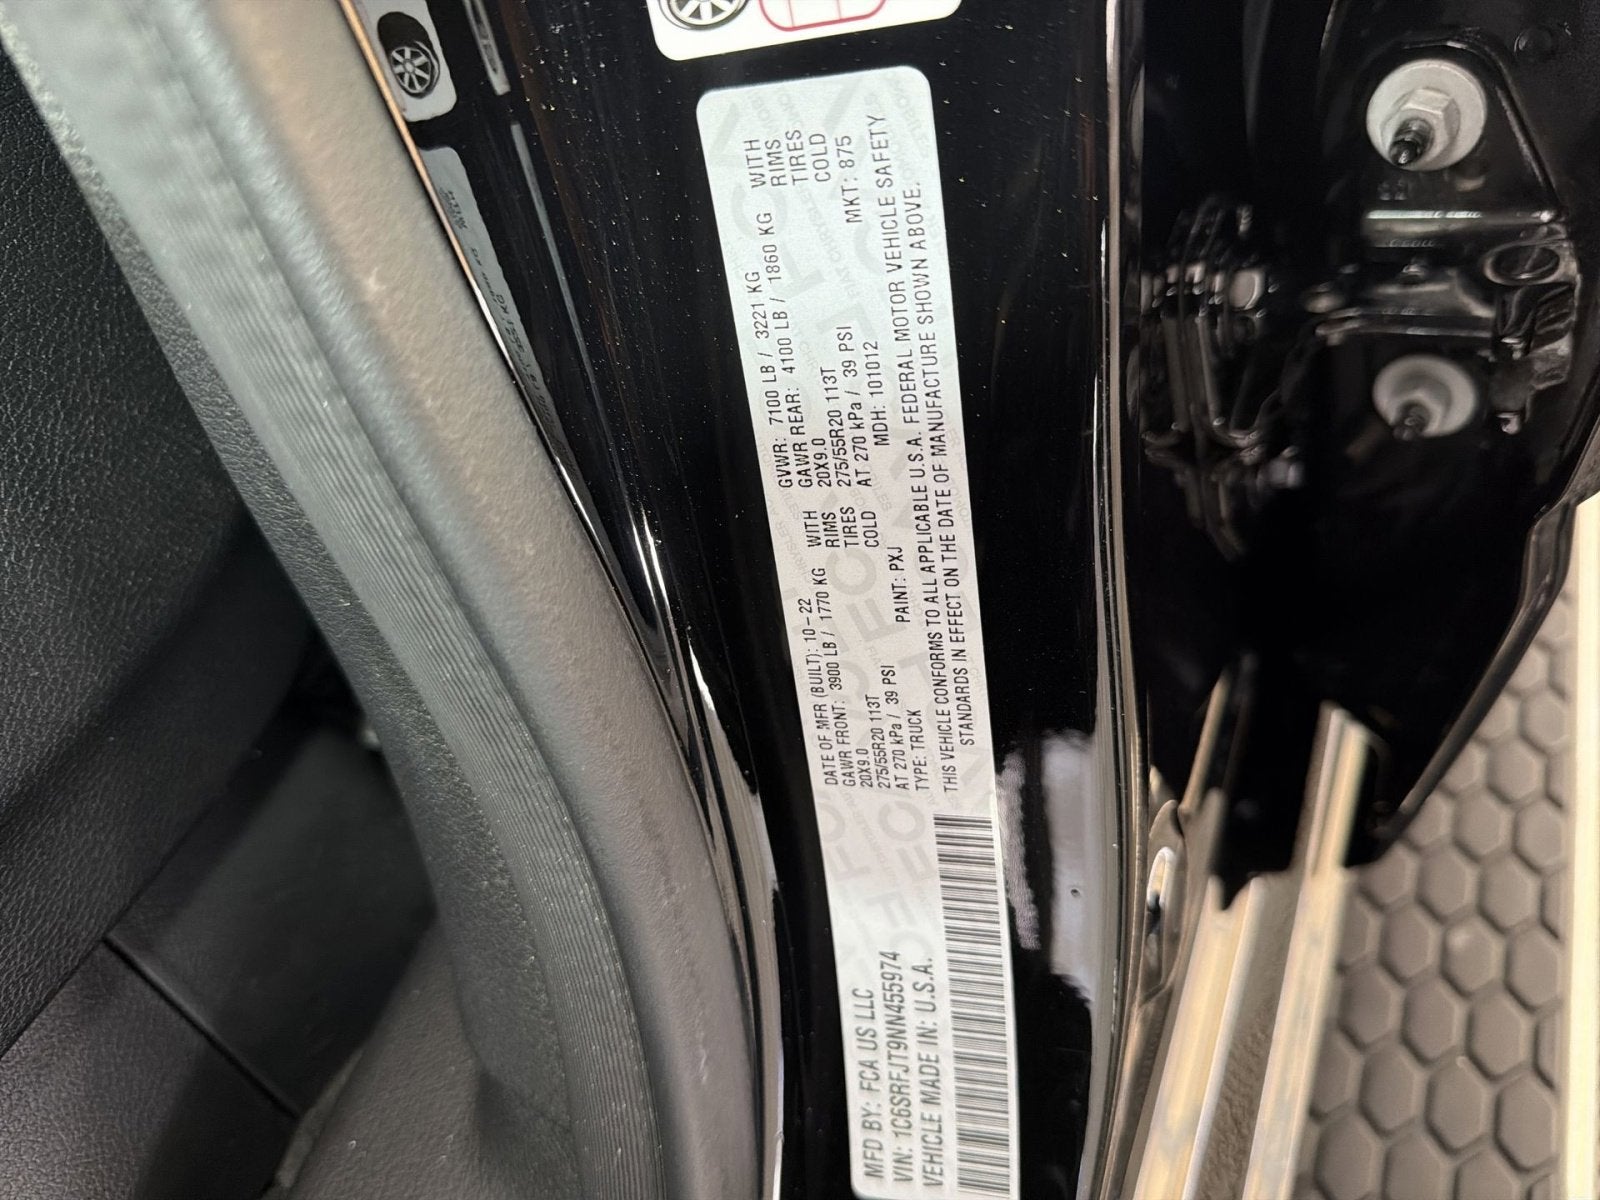 MFD BY: FCA US LLC
DATE OF MFR (BUILT): 10-22
GVWR: 7100 LB / 3221 KG
GAWR FRONT: 3900 LB / 1770 KG WITH
GAWR REAR: 4100 LB / 1860 KG WITH
20X9.0 RIMS
20X9.0 RIMS
275/55R20 113T TIRES
275/55R20 113T TIRES
AT 270 kPa / 39 PSI COLD
AT 270 kPa / 39 PSI COLD
VIN: 1C6SRFJT9NN455974
TYPE: TRUCK PAINT: PXJ MDH: 101012 MKT: 875
VEHICLE MADE IN: U.S.A.
THIS VEHICLE CONFORMS TO ALL APPLICABLE U.S.A. FEDERAL MOTOR VEHICLE SAFETY
STANDARDS IN EFFECT ON THE DATE OF MANUFACTURE SHOWN ABOVE.